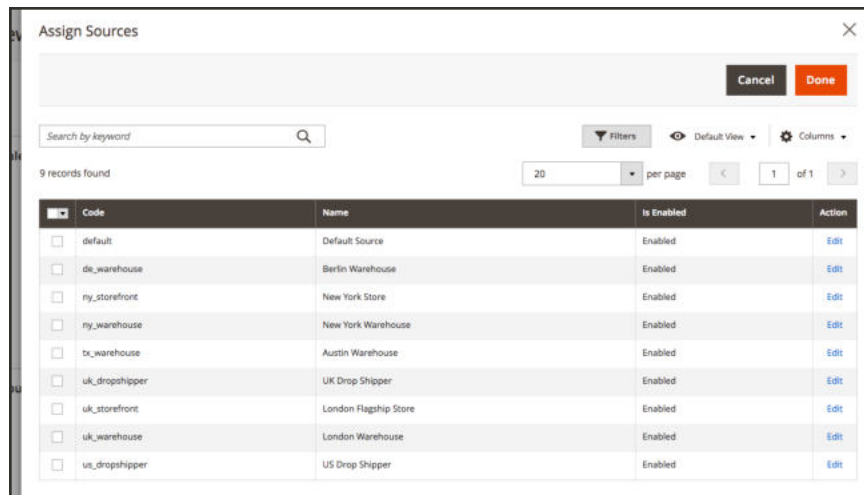 Assign Sources
Cancel Done
Search by keyword Filters Default View Columns
9 records found 20 per page 1 of 1
Code Name Is Enabled Action
default Default Source Enabled Edit
de_warehouse Berlin Warehouse Enabled Edit
ny_storefront New York Store Enabled Edit
ny_warehouse New York Warehouse Enabled Edit
tx_warehouse Austin Warehouse Enabled Edit
uk_dropshipper UK Drop Shipper Enabled Edit
uk_storefront London Flagship Store Enabled Edit
uk_warehouse London Warehouse Enabled Edit
us_dropshipper US Drop Shipper Enabled Edit